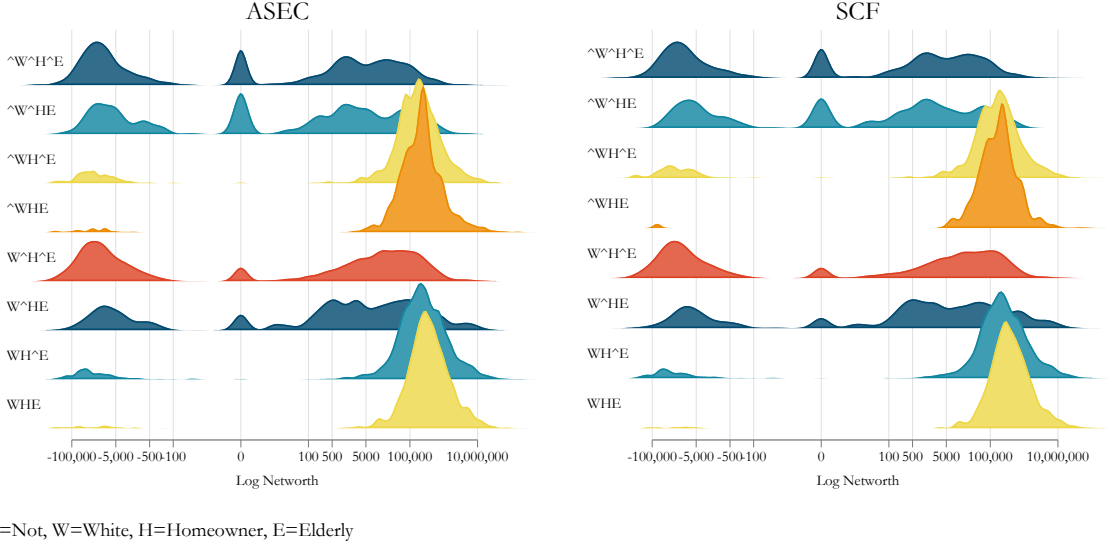 ASEC
^W^H^E
^W^HE
^WH^E
^WHE
W^H^E
W^HE
WH^E
WHE
-100,000 -5,000 -500 -100 0 100 500 5000 100,000 10,000,000
Log Networth
SCF
^W^H^E
^W^HE
^WH^E
^WHE
W^H^E
W^HE
WH^E
WHE
-100,000 -5,000 -500 -100 0 100 500 5000 100,000 10,000,000
Log Networth
=Not, W=White, H=Homeowner, E=Elderly